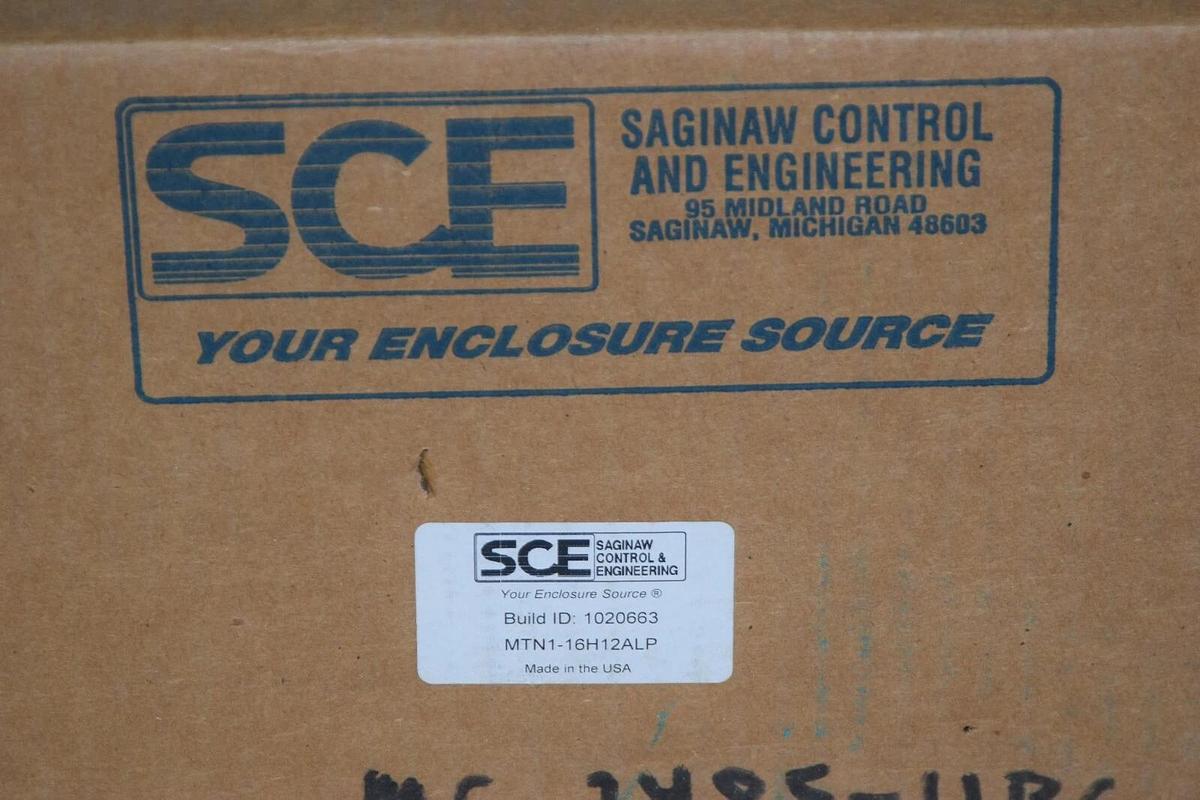 SCE
SAGINAW CONTROL
AND ENGINEERING
95 MIDLAND ROAD
SAGINAW, MICHIGAN 48603
YOUR ENCLOSURE SOURCE
SCE
SAGINAW
CONTROL &
ENGINEERING
Your Enclosure Source ®
Build ID: 1020663
MTN1-16H12ALP
Made in the USA